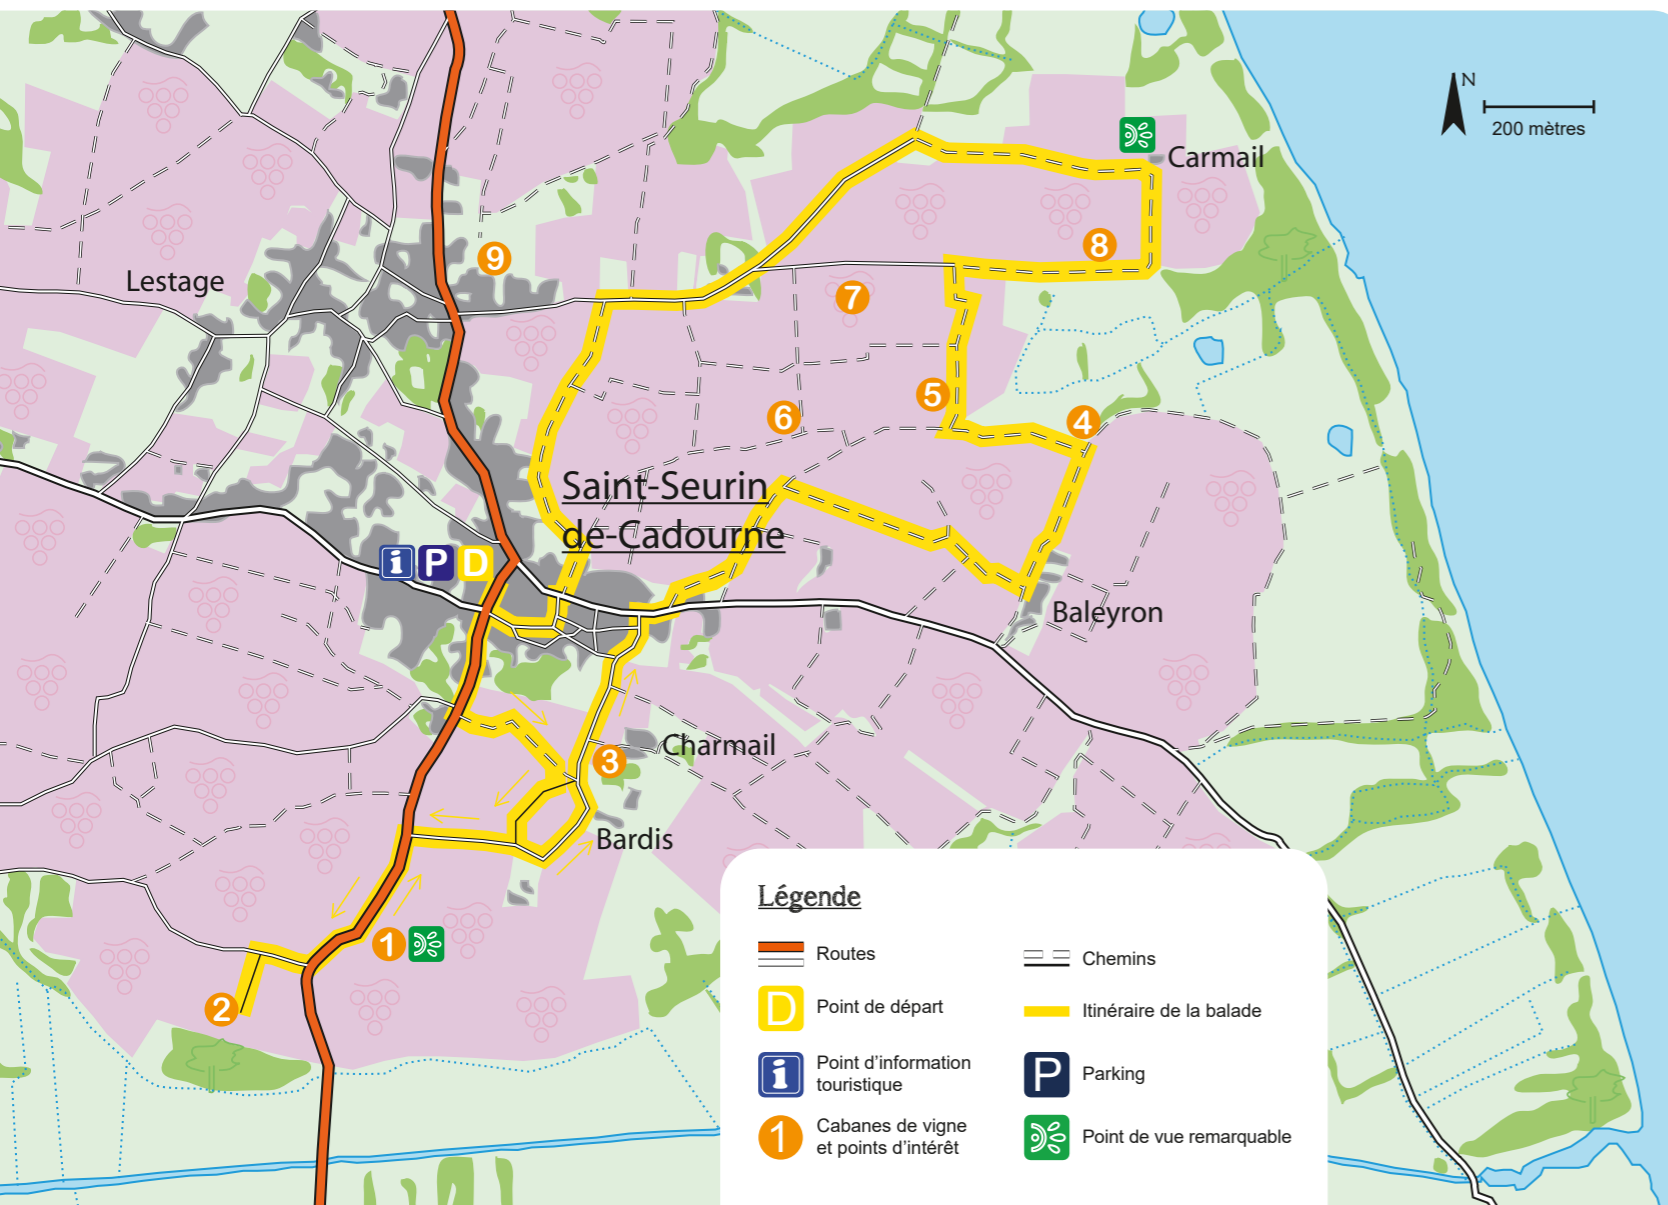 N
200 mètres
Carmail
8
9
Lestage
7
5
4
6
Saint-Seurin
de-Cadourne
i P D
Baleyron
Charmail
3
Bardis
1
2
Légende
Routes
Chemins
D Point de départ
Itinéraire de la balade
i Point d'information
touristique
P Parking
1 Cabanes de vigne
et points d'intérêt
Point de vue remarquable